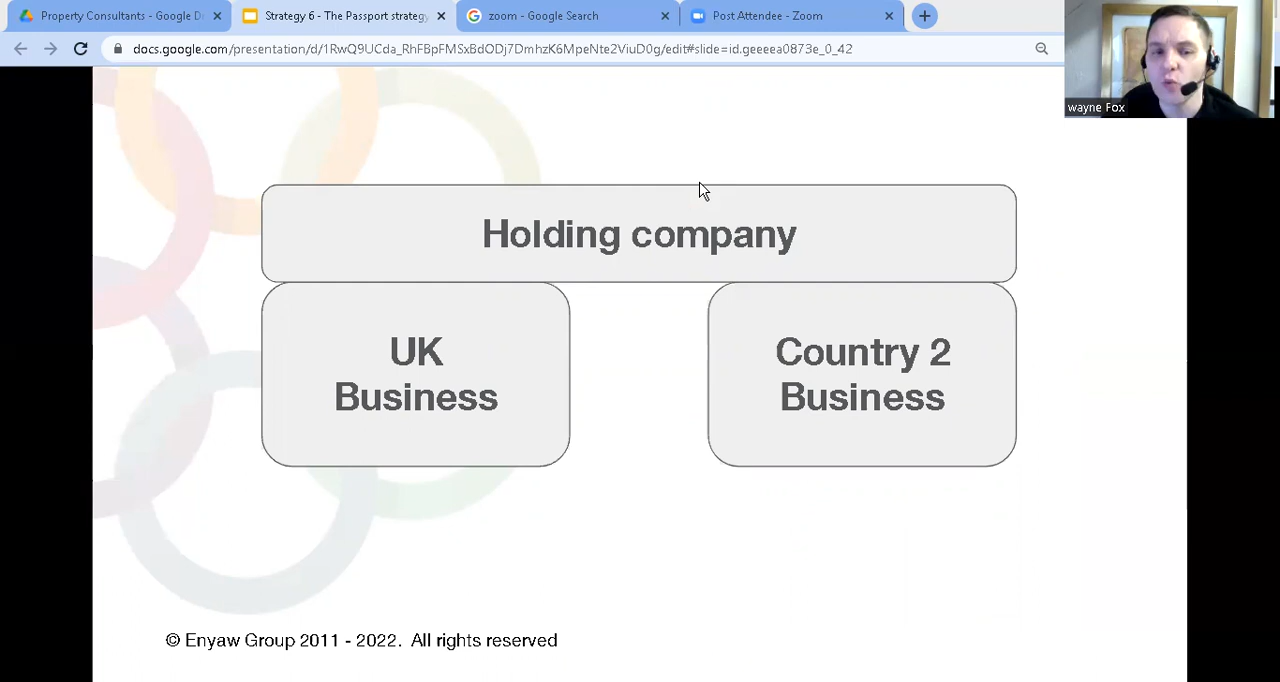 Property Consultants - Google D
Strategy 6 - The Passport strateg
zoom - Google Search
Post Attendee - Zoom
docs.google.com/presentation/d/1RwQ9UCda_RhFBpFMSxBdODj7DmhzK6MpeNte2ViuD0g/edit#slide=id.geeeea0873e_0_42
wayne Fox
Holding company
UK
Business
Country 2
Business
© Enyaw Group 2011 - 2022. All rights reserved